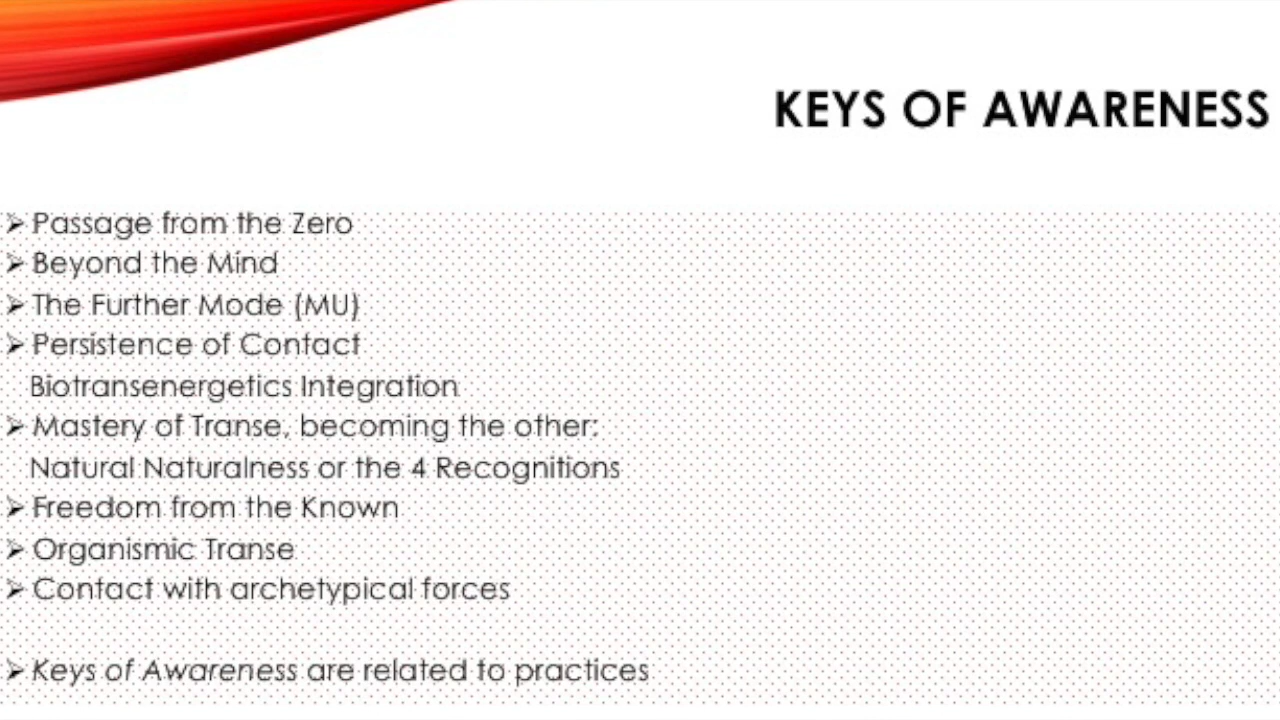 KEYS OF AWARENESS
➢ Passage from the Zero
➢ Beyond the Mind
➢ The Further Mode (MU)
➢ Persistence of Contact
Biotransenergetics Integration
➢ Mastery of Transe, becoming the other:
Natural Naturalness or the 4 Recognitions
➢ Freedom from the Known
➢ Organismic Transe
➢ Contact with archetypical forces
➢ Keys of Awareness are related to practices